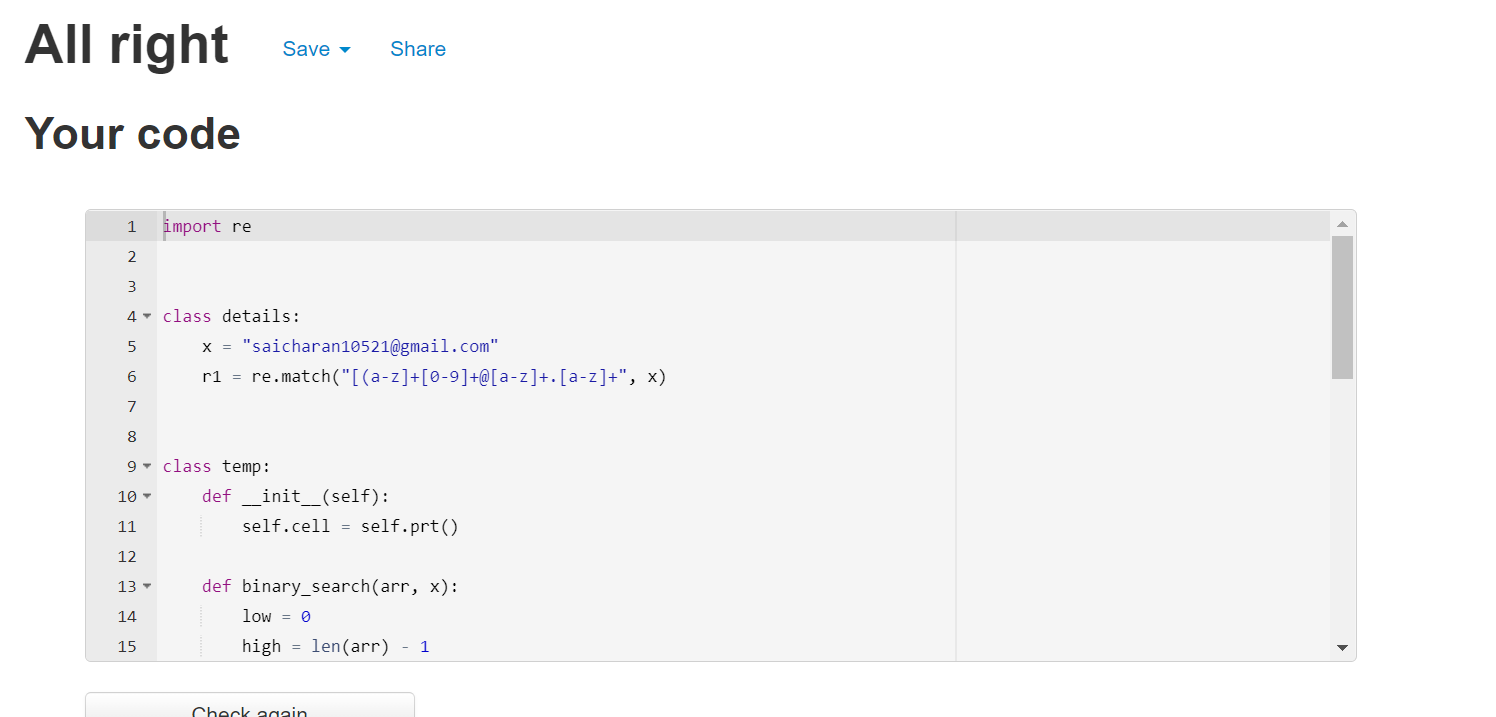 All right Save Share
Your code
1 import re
2
3
4 class details:
5 x = "saicharan10521@gmail.com"
6 r1 = re.match("[(a-z]+[0-9]+@[a-z]+.[a-z]+", x)
7
8
9 class temp:
10 def __init__(self):
11 self.cell = self.prt()
12
13 def binary_search(arr, x):
14 low = 0
15 high = len(arr) - 1
Check again